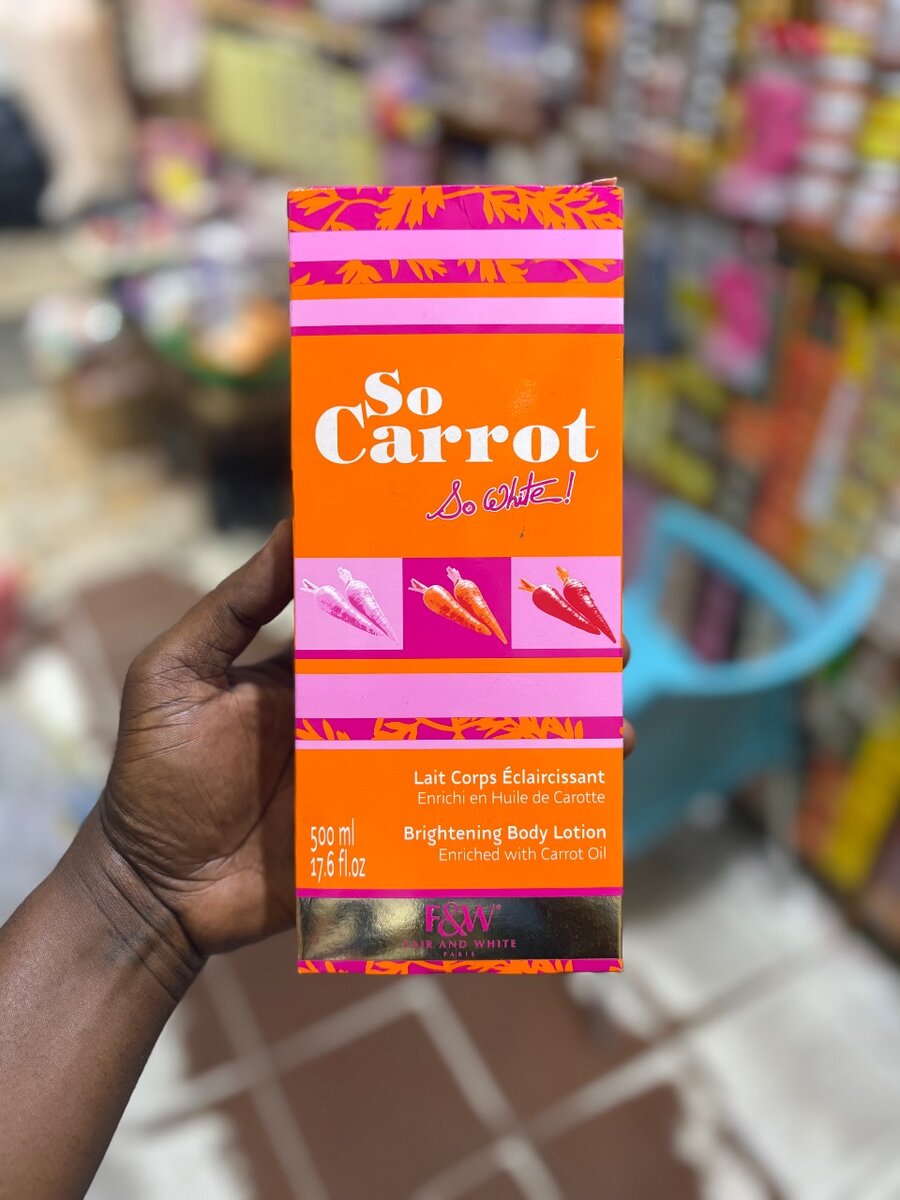 So
Carrot
So White!
Lait Corps Éclaircissant
Enrichi en Huile de Carotte
500 ml
17.6 fl.oz
Brightening Body Lotion
Enriched with Carrot Oil
F&W
FAIR AND WHITE
PARIS